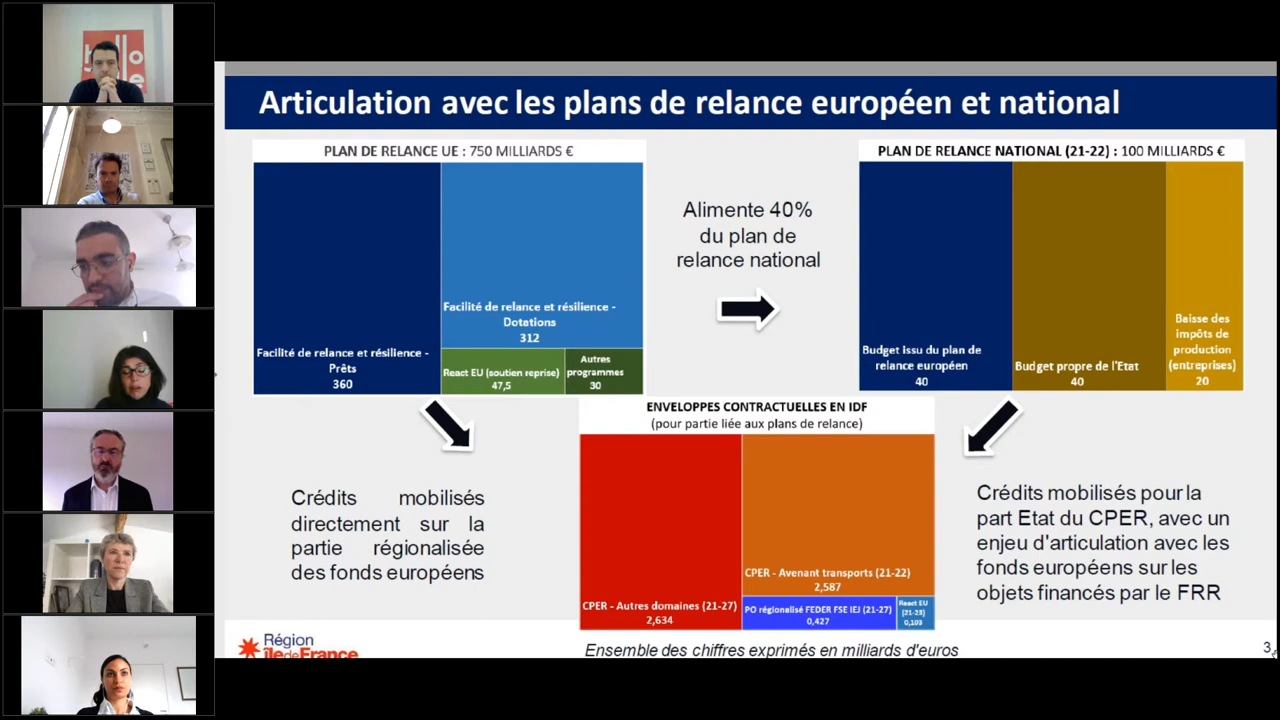 Articulation avec les plans de relance européen et national
PLAN DE RELANCE UE : 750 MILLIARDS €
Facilité de relance et résilience -
Prêts
360
Facilité de relance et résilience -
Dotations
312
React EU (soutien reprise)
47,5
Autres
programmes
30
Alimente 40%
du plan de
relance national
PLAN DE RELANCE NATIONAL (21-22) : 100 MILLIARDS €
Budget issu du plan de
relance européen
40
Budget propre de l'Etat
40
Baisse des
impôts de
production
(entreprises)
20
Crédits mobilisés
directement sur la
partie régionalisée
des fonds européens
ENVELOPPES CONTRACTUELLES EN IDF
(pour partie liée aux plans de relance)
CPER - Autres domaines (21-27)
2,634
CPER - Avenant transports (21-22)
2,587
PO régionalisé FEDER FSE IEJ (21-27)
0,427
React EU
(21-23)
0,103
Crédits mobilisés pour la
part Etat du CPER, avec un
enjeu d'articulation avec les
fonds européens sur les
objets financés par le FRR
Région
îledeFrance
Ensemble des chiffres exprimés en milliards d'euros
3